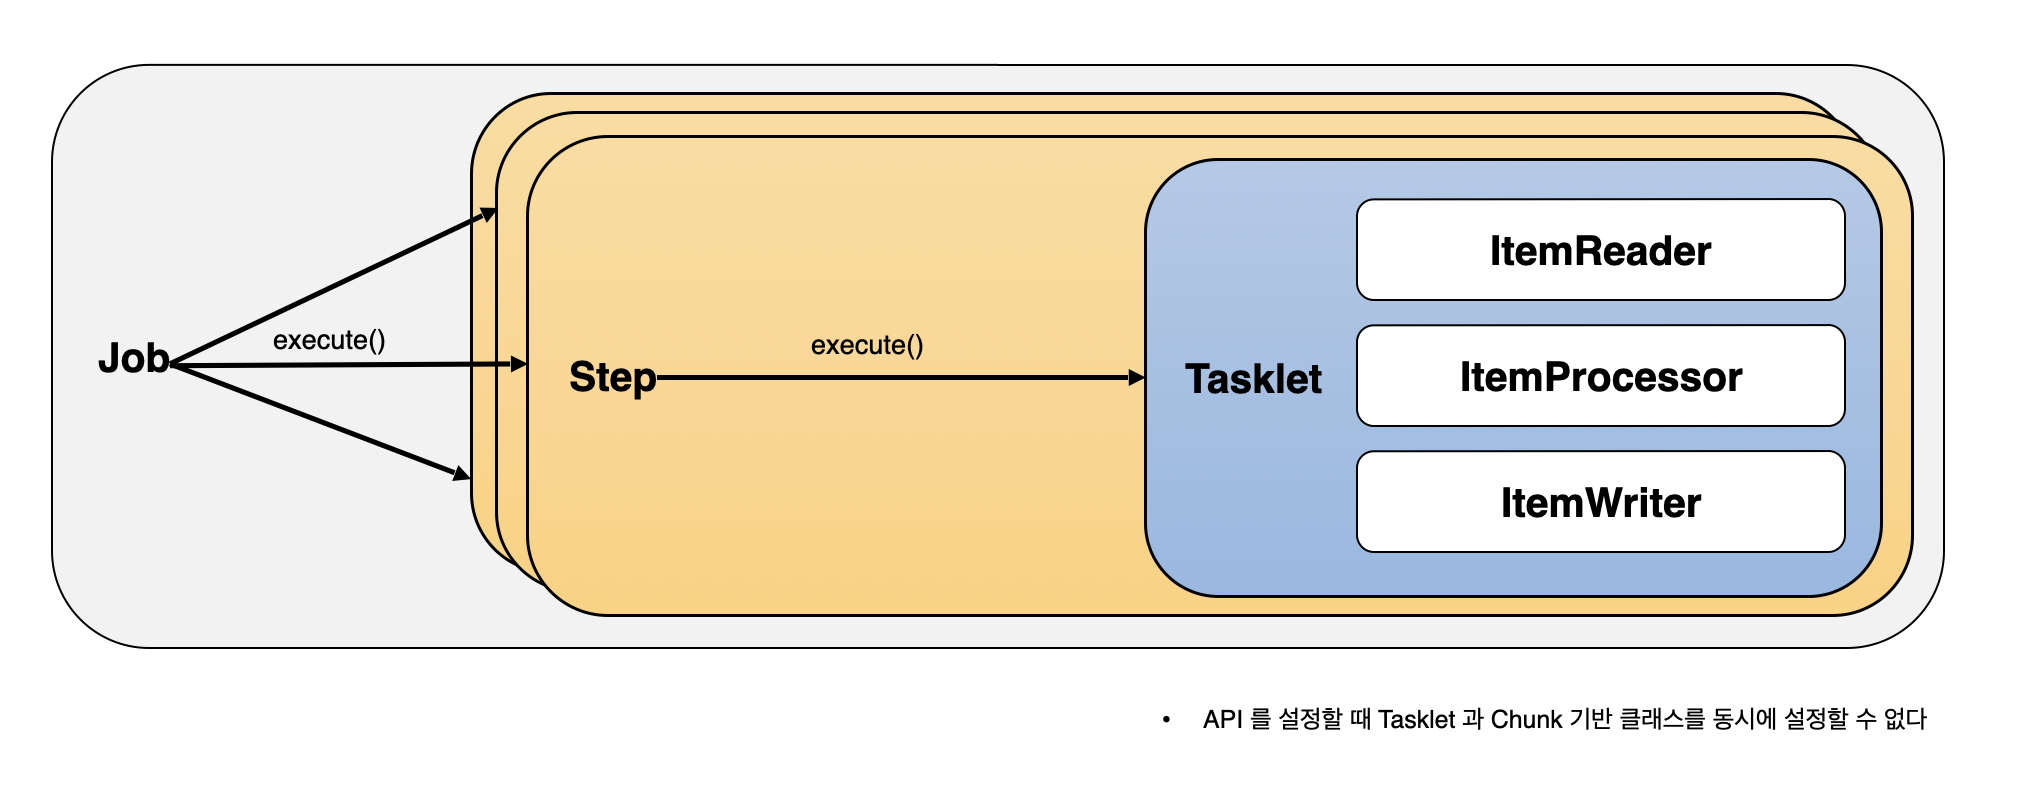 Job
execute()
Step
execute()
Tasklet
ItemReader
ItemProcessor
ItemWriter
• API 를 설정할 때 Tasklet 과 Chunk 기반 클래스를 동시에 설정할 수 없다